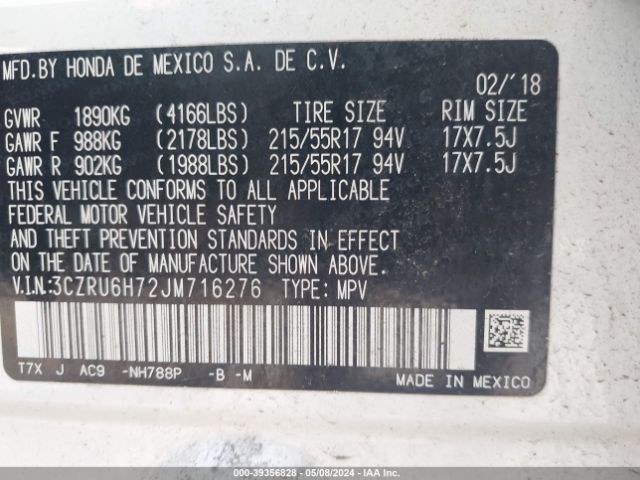 MFD.BY HONDA DE MEXICO S.A. DE C.V.
02/'18
GVWR 1890KG (4166LBS) TIRE SIZE RIM SIZE
GAWR F 988KG (2178LBS) 215/55R17 94V 17X7.5J
GAWR R 902KG (1988LBS) 215/55R17 94V 17X7.5J
THIS VEHICLE CONFORMS TO ALL APPLICABLE
FEDERAL MOTOR VEHICLE SAFETY
AND THEFT PREVENTION STANDARDS IN EFFECT
ON THE DATE OF MANUFACTURE SHOWN ABOVE.
V.I.N:3CZRU6H72JM716276 TYPE: MPV
T7X J AC9 -NH788P -B -M
MADE IN MEXICO
000-39356828 - 05/08/2024 - IAA Inc.